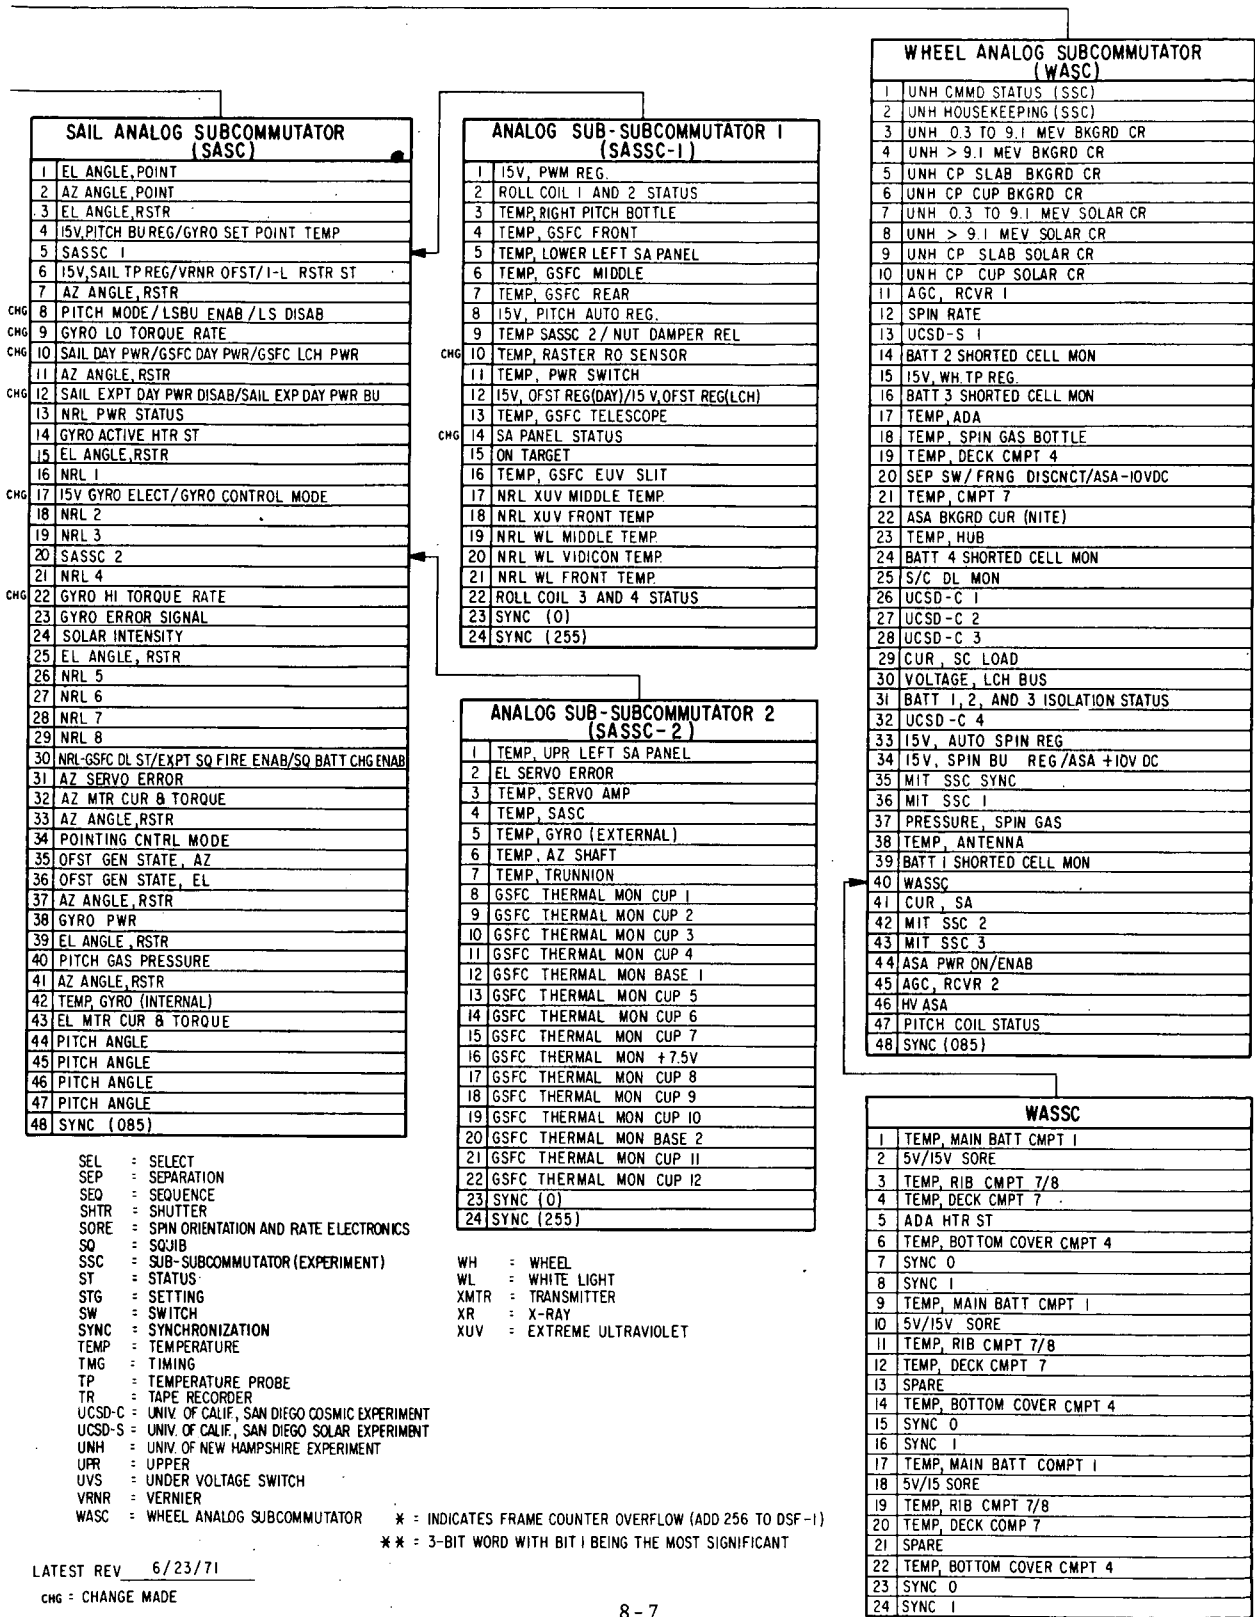 SAIL ANALOG SUBCOMMUTATOR
(SASC)
1 EL ANGLE,POINT
2 AZ ANGLE,POINT
3 EL ANGLE,RSTR
4 15V,PITCH BU REG/GYRO SET POINT TEMP
5 SASSC 1
6 15V,SAIL TP REG/VRNR OFST/1-L RSTR ST
7 AZ ANGLE,RSTR
CHG 8 PITCH MODE/LSBU ENAB/LS DISAB
CHG 9 GYRO LO TORQUE RATE
CHG 10 SAIL DAY PWR/GSFC DAY PWR/GSFC LCH PWR
11 AZ ANGLE,RSTR
CHG 12 SAIL EXPT DAY PWR DISAB/SAIL EXP DAY PWR BU
13 NRL PWR STATUS
14 GYRO ACTIVE HTR ST
15 EL ANGLE,RSTR
16 NRL 1
CHG 17 15V GYRO ELECT/GYRO CONTROL MODE
18 NRL 2
19 NRL 3
20 SASSC 2
21 NRL 4
CHG 22 GYRO HI TORQUE RATE
23 GYRO ERROR SIGNAL
24 SOLAR INTENSITY
25 EL ANGLE, RSTR
26 NRL 5
27 NRL 6
28 NRL 7
29 NRL 8
30 NRL-GSFC DL ST/EXPT SQ FIRE ENAB/SQ BATT CHG ENAB
31 AZ SERVO ERROR
32 AZ MTR CUR & TORQUE
33 AZ ANGLE,RSTR
34 POINTING CNTRL MODE
35 OFST GEN STATE, AZ
36 OFST GEN STATE, EL
37 AZ ANGLE,RSTR
38 GYRO PWR
39 EL ANGLE,RSTR
40 PITCH GAS PRESSURE
41 AZ ANGLE,RSTR
42 TEMP, GYRO (INTERNAL)
43 EL MTR CUR & TORQUE
44 PITCH ANGLE
45 PITCH ANGLE
46 PITCH ANGLE
47 PITCH ANGLE
48 SYNC (085)
ANALOG SUB-SUBCOMMUTATOR 1
(SASSC-1)
1 15V, PWM REG.
2 ROLL COIL 1 AND 2 STATUS
3 TEMP,RIGHT PITCH BOTTLE
4 TEMP, GSFC FRONT
5 TEMP, LOWER LEFT SA PANEL
6 TEMP, GSFC MIDDLE
7 TEMP, GSFC REAR
8 15V, PITCH AUTO REG.
9 TEMP SASSC 2/ NUT DAMPER REL
CHG 10 TEMP, RASTER RO SENSOR
11 TEMP, PWR SWITCH
12 15V, OFST REG(DAY)/15 V,OFST REG(LCH)
13 TEMP, GSFC TELESCOPE
CHG 14 SA PANEL STATUS
15 ON TARGET
16 TEMP, GSFC EUV SLIT
17 NRL XUV MIDDLE TEMP.
18 NRL XUV FRONT TEMP
19 NRL WL MIDDLE TEMP.
20 NRL WL VIDICON TEMP.
21 NRL WL FRONT TEMP.
22 ROLL COIL 3 AND 4 STATUS
23 SYNC (0)
24 SYNC (255)
ANALOG SUB-SUBCOMMUTATOR 2
(SASSC-2)
1 TEMP, UPR LEFT SA PANEL
2 EL SERVO ERROR
3 TEMP, SERVO AMP
4 TEMP, SASC
5 TEMP, GYRO (EXTERNAL)
6 TEMP, AZ SHAFT
7 TEMP, TRUNNION
8 GSFC THERMAL MON CUP 1
9 GSFC THERMAL MON CUP 2
10 GSFC THERMAL MON CUP 3
11 GSFC THERMAL MON CUP 4
12 GSFC THERMAL MON BASE 1
13 GSFC THERMAL MON CUP 5
14 GSFC THERMAL MON CUP 6
15 GSFC THERMAL MON CUP 7
16 GSFC THERMAL MON +7.5V
17 GSFC THERMAL MON CUP 8
18 GSFC THERMAL MON CUP 9
19 GSFC THERMAL MON CUP 10
20 GSFC THERMAL MON BASE 2
21 GSFC THERMAL MON CUP 11
22 GSFC THERMAL MON CUP 12
23 SYNC (0)
24 SYNC (255)
WHEEL ANALOG SUBCOMMUTATOR
(WASC)
1 UNH CMMD STATUS (SSC)
2 UNH HOUSEKEEPING (SSC)
3 UNH 0.3 TO 9.1 MEV BKGRD CR
4 UNH > 9.1 MEV BKGRD CR
5 UNH CP SLAB BKGRD CR
6 UNH CP CUP BKGRD CR
7 UNH 0.3 TO 9.1 MEV SOLAR CR
8 UNH > 9.1 MEV SOLAR CR
9 UNH CP SLAB SOLAR CR
10 UNH CP CUP SOLAR CR
11 AGC, RCVR 1
12 SPIN RATE
13 UCSD-S 1
14 BATT 2 SHORTED CELL MON
15 15V, WH.TP REG.
16 BATT 3 SHORTED CELL MON
17 TEMP,ADA
18 TEMP, SPIN GAS BOTTLE
19 TEMP, DECK CMPT 4
20 SEP SW/FRNG DISCNCT/ASA-10VDC
21 TEMP, CMPT 7
22 ASA BKGRD CUR (NITE)
23 TEMP, HUB
24 BATT 4 SHORTED CELL MON
25 S/C DL MON
26 UCSD-C 1
27 UCSD-C 2
28 UCSD-C 3
29 CUR, SC LOAD
30 VOLTAGE, LCH BUS
31 BATT 1,2, AND 3 ISOLATION STATUS
32 UCSD-C 4
33 15V, AUTO SPIN REG
34 15V, SPIN BU REG/ASA +10V DC
35 MIT SSC SYNC
36 MIT SSC 1
37 PRESSURE, SPIN GAS
38 TEMP, ANTENNA
39 BATT 1 SHORTED CELL MON
40 WASSC
41 CUR, SA
42 MIT SSC 2
43 MIT SSC 3
44 ASA PWR ON/ENAB
45 AGC, RCVR 2
46 HV ASA
47 PITCH COIL STATUS
48 SYNC (085)
WASSC
1 TEMP, MAIN BATT CMPT 1
2 5V/15V SORE
3 TEMP, RIB CMPT 7/8
4 TEMP, DECK CMPT 7
5 ADA HTR ST
6 TEMP, BOTTOM COVER CMPT 4
7 SYNC 0
8 SYNC 1
9 TEMP, MAIN BATT CMPT 1
10 5V/15V SORE
11 TEMP, RIB CMPT 7/8
12 TEMP, DECK CMPT 7
13 SPARE
14 TEMP, BOTTOM COVER CMPT 4
15 SYNC 0
16 SYNC 1
17 TEMP, MAIN BATT COMPT 1
18 5V/15 SORE
19 TEMP, RIB CMPT 7/8
20 TEMP, DECK COMP 7
21 SPARE
22 TEMP, BOTTOM COVER CMPT 4
23 SYNC 0
24 SYNC 1
SEL = SELECT
SEP = SEPARATION
SEQ = SEQUENCE
SHTR = SHUTTER
SORE = SPIN ORIENTATION AND RATE ELECTRONICS
SQ = SQUIB
SSC = SUB-SUBCOMMUTATOR (EXPERIMENT)
ST = STATUS
STG = SETTING
SW = SWITCH
SYNC = SYNCHRONIZATION
TEMP = TEMPERATURE
TMG = TIMING
TP = TEMPERATURE PROBE
TR = TAPE RECORDER
UCSD-C = UNIV. OF CALIF., SAN DIEGO COSMIC EXPERIMENT
UCSD-S = UNIV. OF CALIF., SAN DIEGO SOLAR EXPERIMENT
UNH = UNIV. OF NEW HAMPSHIRE EXPERIMENT
UPR = UPPER
UVS = UNDER VOLTAGE SWITCH
VRNR = VERNIER
WASC = WHEEL ANALOG SUBCOMMUTATOR
WH = WHEEL
WL = WHITE LIGHT
XMTR = TRANSMITTER
XR = X-RAY
XUV = EXTREME ULTRAVIOLET
* = INDICATES FRAME COUNTER OVERFLOW (ADD 256 TO DSF-1)
** = 3-BIT WORD WITH BIT 1 BEING THE MOST SIGNIFICANT
LATEST REV 6/23/71
CHG = CHANGE MADE
8-7